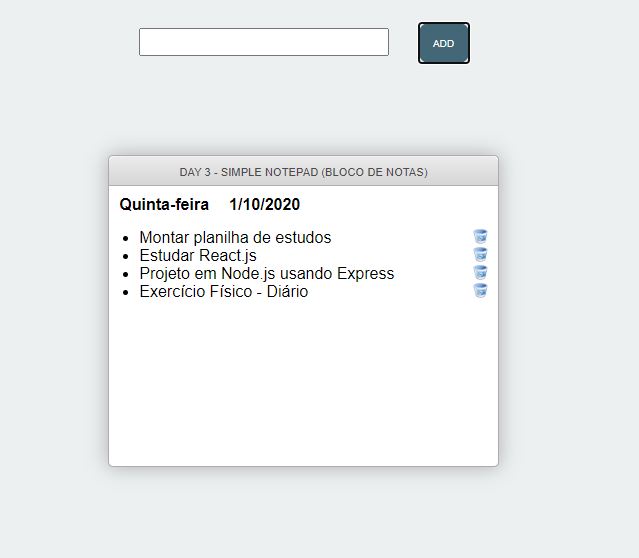 ADD
DAY 3 - SIMPLE NOTEPAD (BLOCO DE NOTAS)
Quinta-feira 1/10/2020
Montar planilha de estudos
Estudar React.js
Projeto em Node.js usando Express
Exercício Físico - Diário